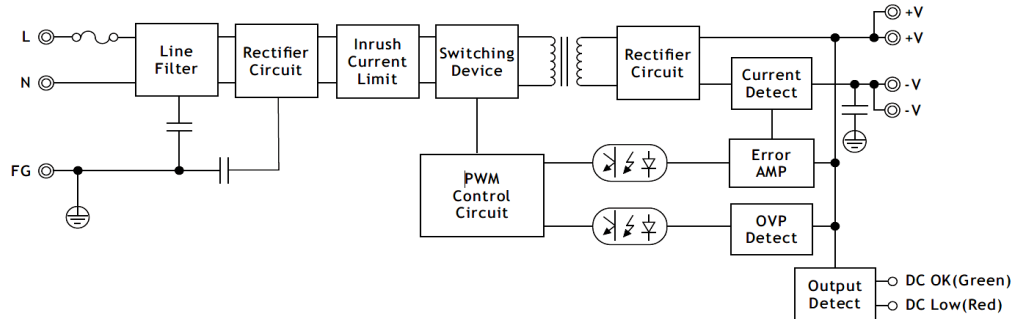 L
N
FG
Line
Filter
Rectifier
Circuit
Inrush
Current
Limit
Switching
Device
Rectifier
Circuit
Current
Detect
+V
+V
-V
-V
PWM
Control
Circuit
Error
AMP
OVP
Detect
Output
Detect
DC OK(Green)
DC Low(Red)